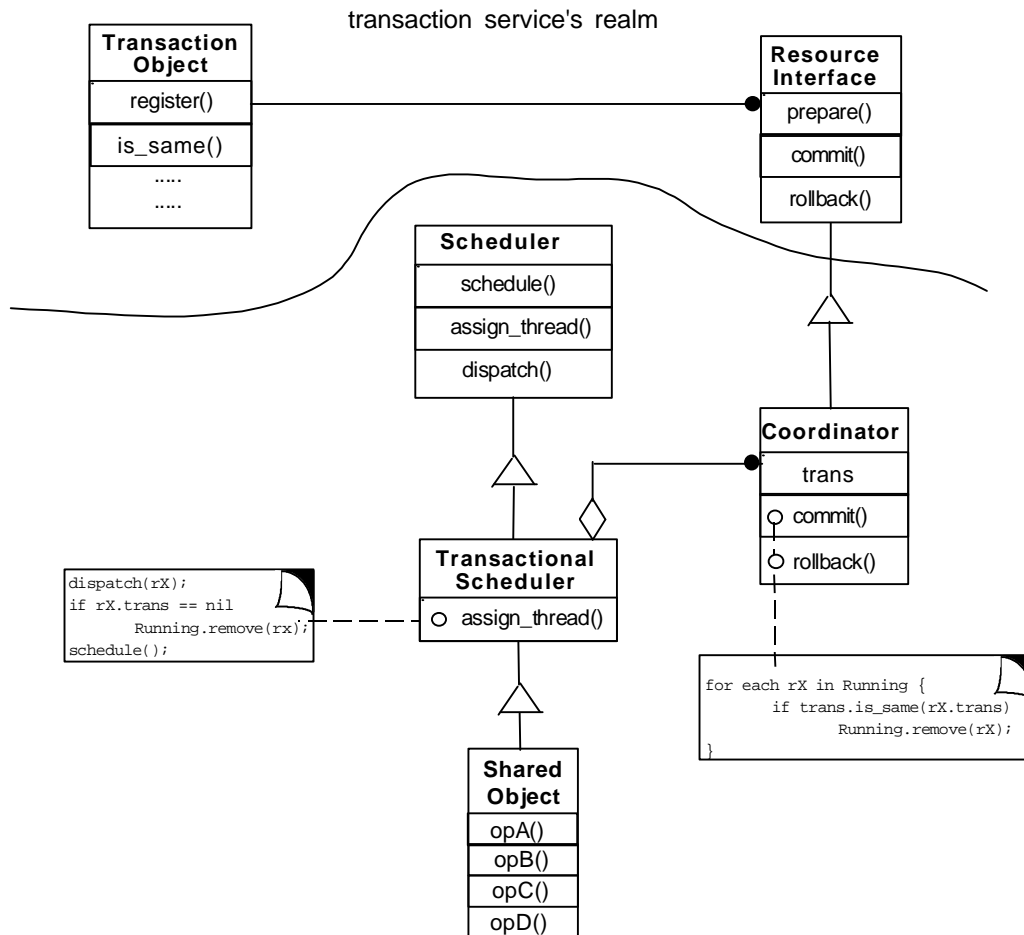 transaction service's realm
Transaction
Object
register()
is_same()
.....
.....
Resource
Interface
prepare()
commit()
rollback()
Scheduler
schedule()
assign_thread()
dispatch()
Coordinator
trans
commit()
rollback()
Transactional
Scheduler
assign_thread()
dispatch(rX);
if rX.trans == nil
Running.remove(rx);
schedule();
for each rX in Running {
if trans.is_same(rX.trans)
Running.remove(rX);
}
Shared
Object
opA()
opB()
opC()
opD()